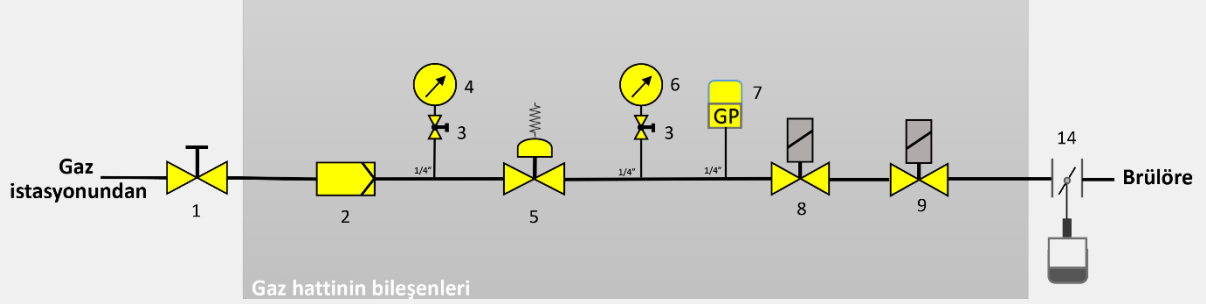 4
6
7
GP
3
3
14
Gaz
istasyonundan
1/4"
1/4"
1/4"
Brülöre
1
2
5
8
9
Gaz hattinin bileşenleri